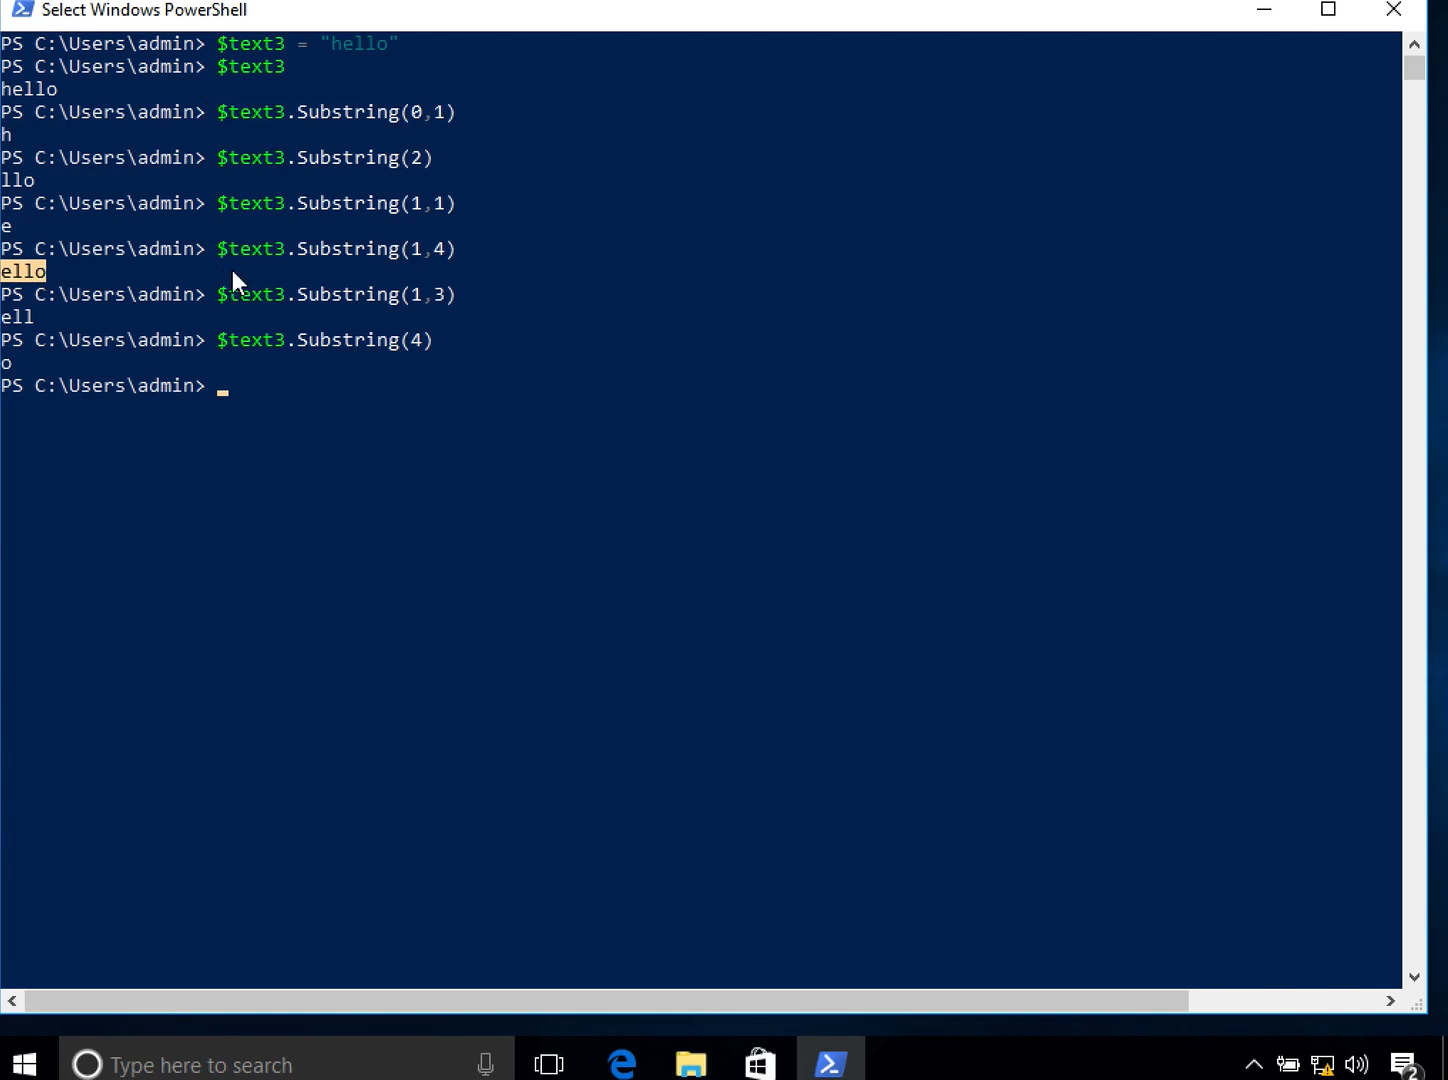 Select Windows PowerShell
PS C:\Users\admin> $text3 = "hello"
PS C:\Users\admin> $text3
hello
PS C:\Users\admin> $text3.Substring(0,1)
h
PS C:\Users\admin> $text3.Substring(2)
llo
PS C:\Users\admin> $text3.Substring(1,1)
e
PS C:\Users\admin> $text3.Substring(1,4)
ello
PS C:\Users\admin> $text3.Substring(1,3)
ell
PS C:\Users\admin> $text3.Substring(4)
o
PS C:\Users\admin>
Type here to search
2